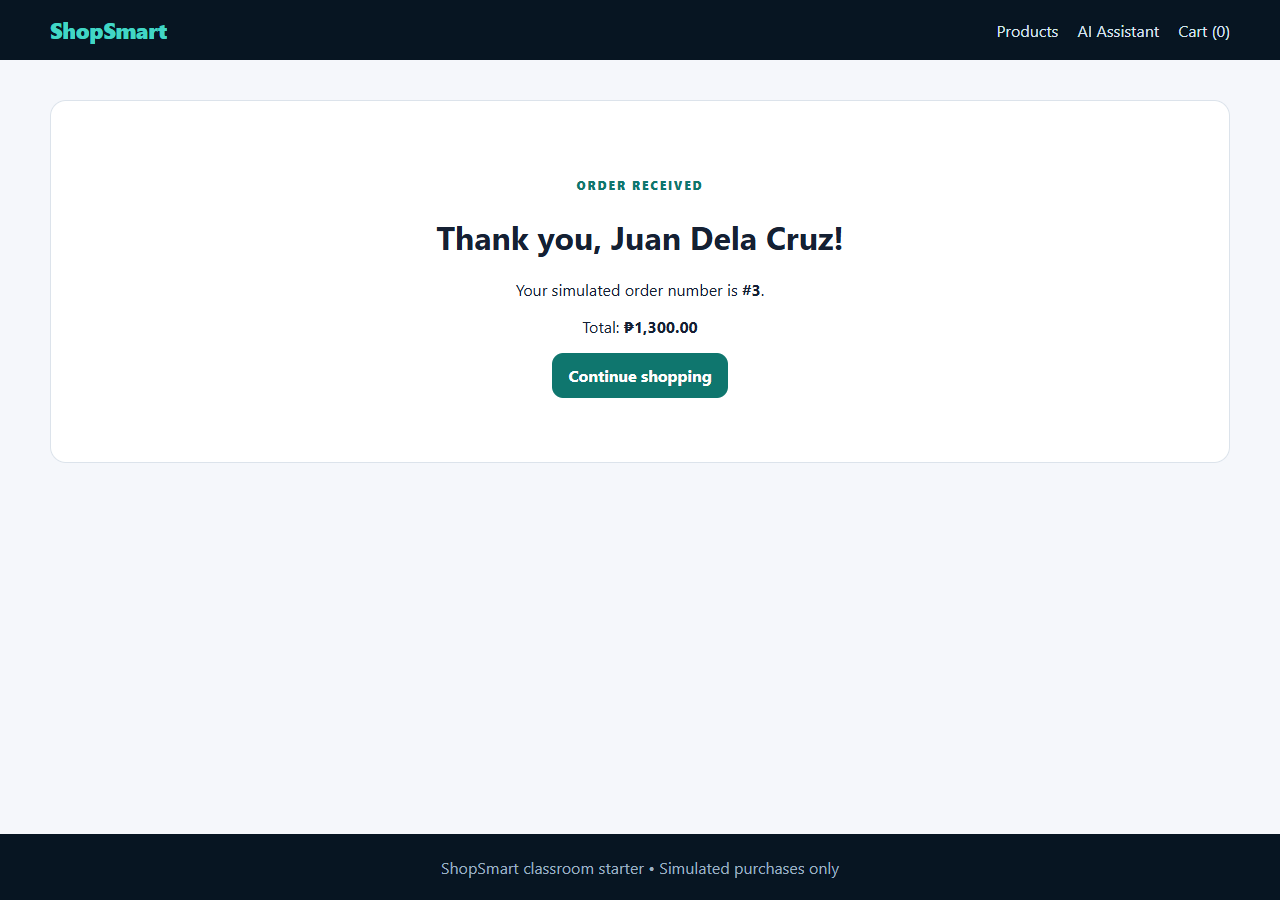 ShopSmart
Products AI Assistant Cart (0)
ORDER RECEIVED
Thank you, Juan Dela Cruz!
Your simulated order number is #3.
Total: ₱1,300.00
Continue shopping
ShopSmart classroom starter • Simulated purchases only